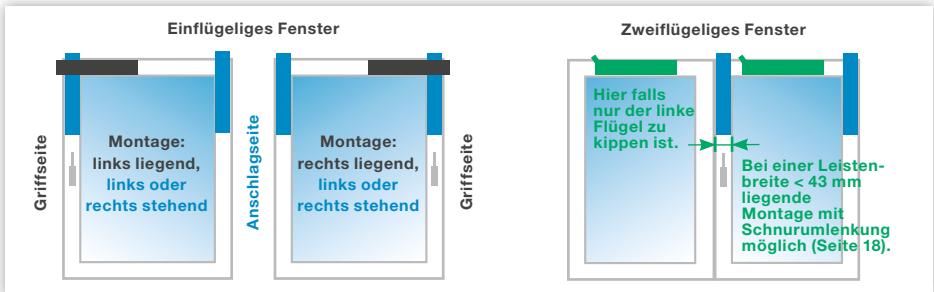 Einflügeliges Fenster
Zweiflügeliges Fenster
Griffseite
Montage:
links liegend,
links oder
rechts stehend
Anschlagseite
Montage:
rechts liegend,
links oder
rechts stehend
Griffseite
Hier falls
nur der linke
Flügel zu
kippen ist.
Bei einer Leisten-
breite < 43 mm
liegende
Montage mit
Schnurumlenkung
möglich (Seite 18).